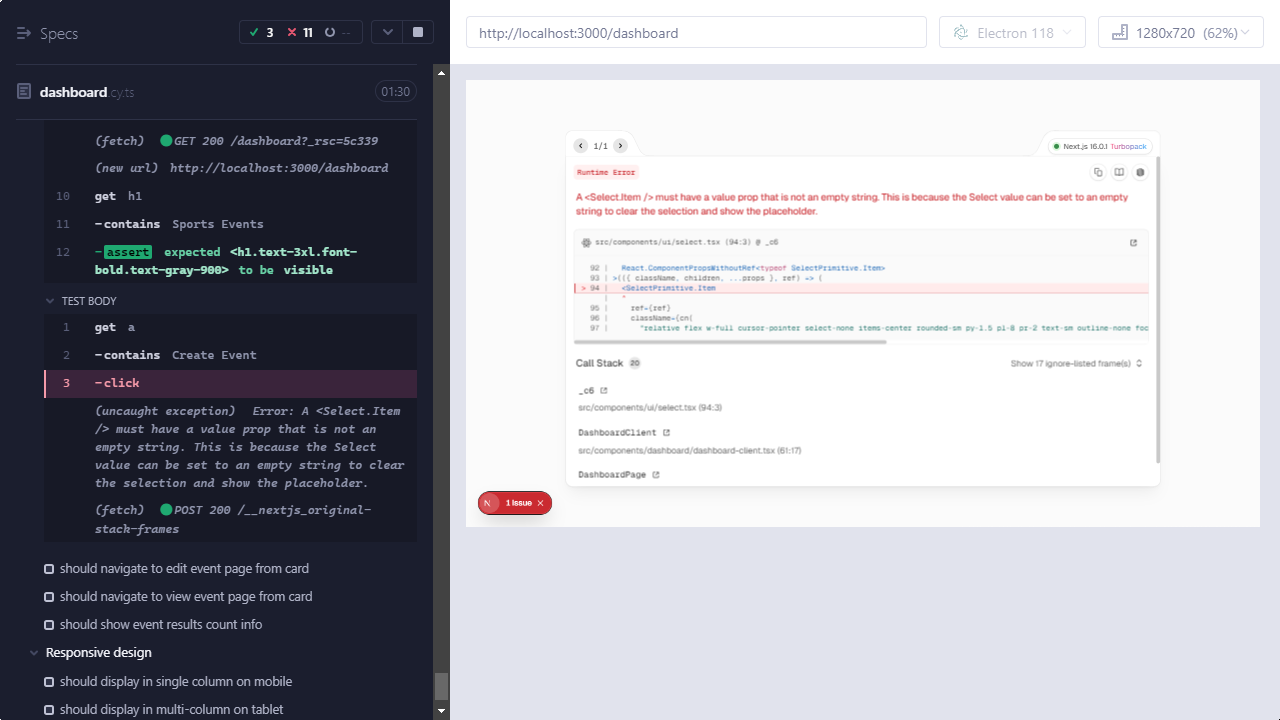 Specs
3
11
--
dashboard.cy.ts
01:30
(fetch) GET 200 /dashboard?_rsc=5c339
(new url) http://localhost:3000/dashboard
10 get h1
11 -contains Sports Events
12 -assert expected <h1.text-3xl.font-bold.text-gray-900> to be visible
TEST BODY
1 get a
2 -contains Create Event
3 -click
(uncaught exception) Error: A <Select.Item
/> must have a value prop that is not an
empty string. This is because the Select
value can be set to an empty string to clear
the selection and show the placeholder.
(fetch) POST 200 /__nextjs_original-
stack-frames
should navigate to edit event page from card
should navigate to view event page from card
should show event results count info
Responsive design
should display in single column on mobile
should display in multi-column on tablet
http://localhost:3000/dashboard
Electron 118
1280x720 (62%)
1/1
Next.js 16.0.1 Turbopack
Runtime Error
A <Select.Item /> must have a value prop that is not an empty string. This is because the Select value can be set to an empty
string to clear the selection and show the placeholder.
src/components/ui/select.tsx (94:3) @ _c6
92 | React.ComponentPropsWithoutRef<typeof SelectPrimitive.Item>
93 | >(({ className, children, ...props }, ref) => (
> 94 | <SelectPrimitive.Item
| ^
95 | ref={ref}
96 | className={cn(
97 | "relative flex w-full cursor-pointer select-none items-center rounded-sm py-1.5 pl-8 pr-2 text-sm outline-none foc
Call Stack 20
Show 17 ignore-listed frame(s)
_c6
src/components/ui/select.tsx (94:3)
DashboardClient
src/components/dashboard/dashboard-client.tsx (61:17)
DashboardPage
N 1 Issue